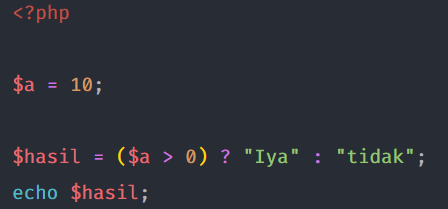 <?php
$a = 10;
$hasil = ($a > 0) ? "Iya" : "tidak";
echo $hasil;